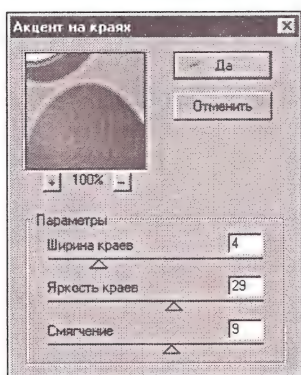 Акцент на краях
Да
Отменить
+ 100% -
Параметры
Ширина краев 4
Яркость краев 29
Смягчение 9